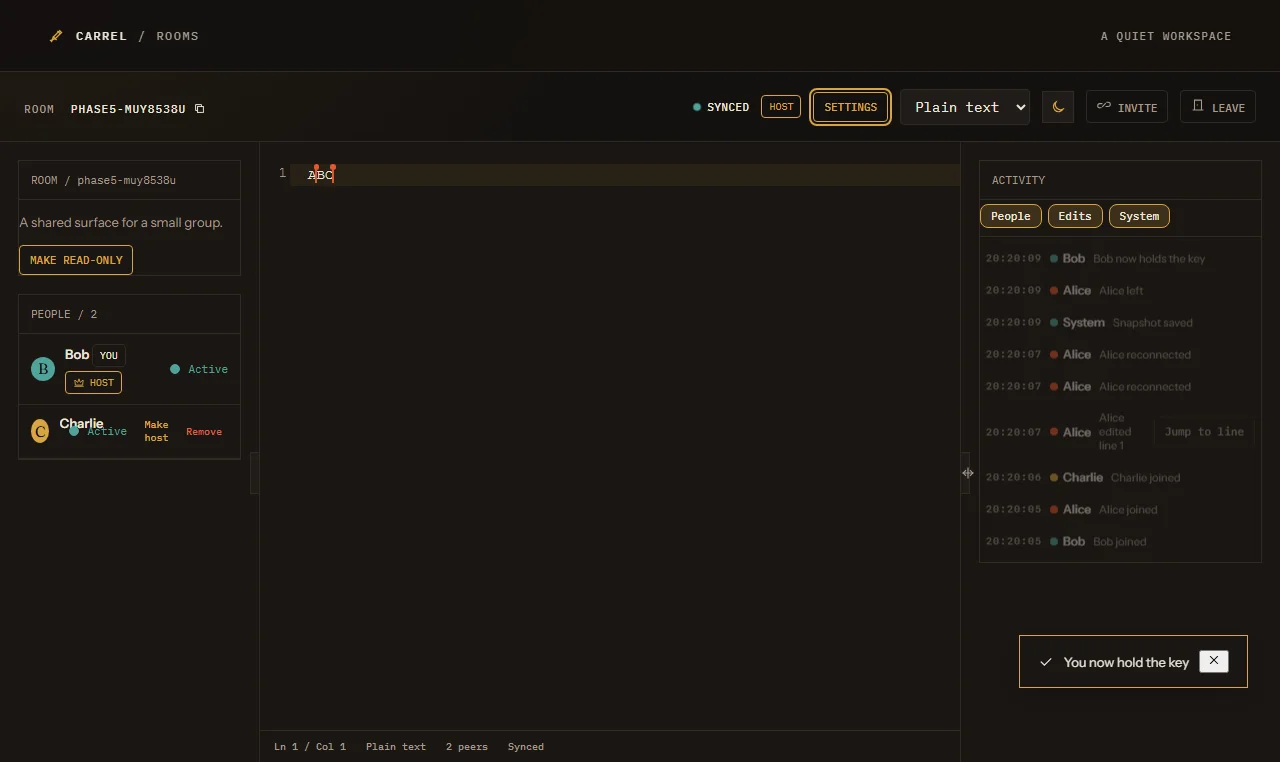 CARREL / ROOMS
A QUIET WORKSPACE
ROOM PHASE5-MUY8538U
SYNCED HOST SETTINGS Plain text INVITE LEAVE
ROOM / phase5-muy8538u
A shared surface for a small group.
MAKE READ-ONLY
PEOPLE / 2
B Bob YOU
HOST
Active
C Charlie
Active
Make host
Remove
1 ABC
Ln 1 / Col 1 Plain text 2 peers Synced
ACTIVITY
People Edits System
20:20:09 Bob Bob now holds the key
20:20:09 Alice Alice left
20:20:09 System Snapshot saved
20:20:07 Alice Alice reconnected
20:20:07 Alice Alice reconnected
20:20:07 Alice Alice edited line 1 Jump to line
20:20:06 Charlie Charlie joined
20:20:05 Alice Alice joined
20:20:05 Bob Bob joined
You now hold the key